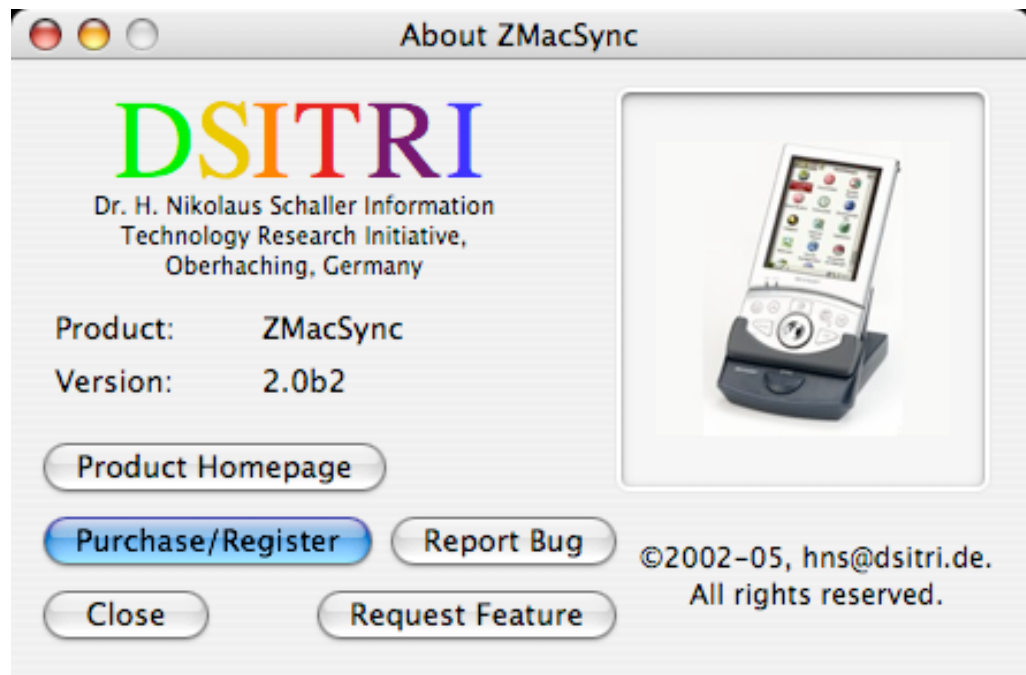 About ZMacSync
DSITRI
Dr. H. Nikolaus Schaller Information
Technology Research Initiative,
Oberhaching, Germany
Product: ZMacSync
Version: 2.0b2
Product Homepage
Purchase/Register
Report Bug
©2002-05, hns@dsitri.de.
All rights reserved.
Close
Request Feature